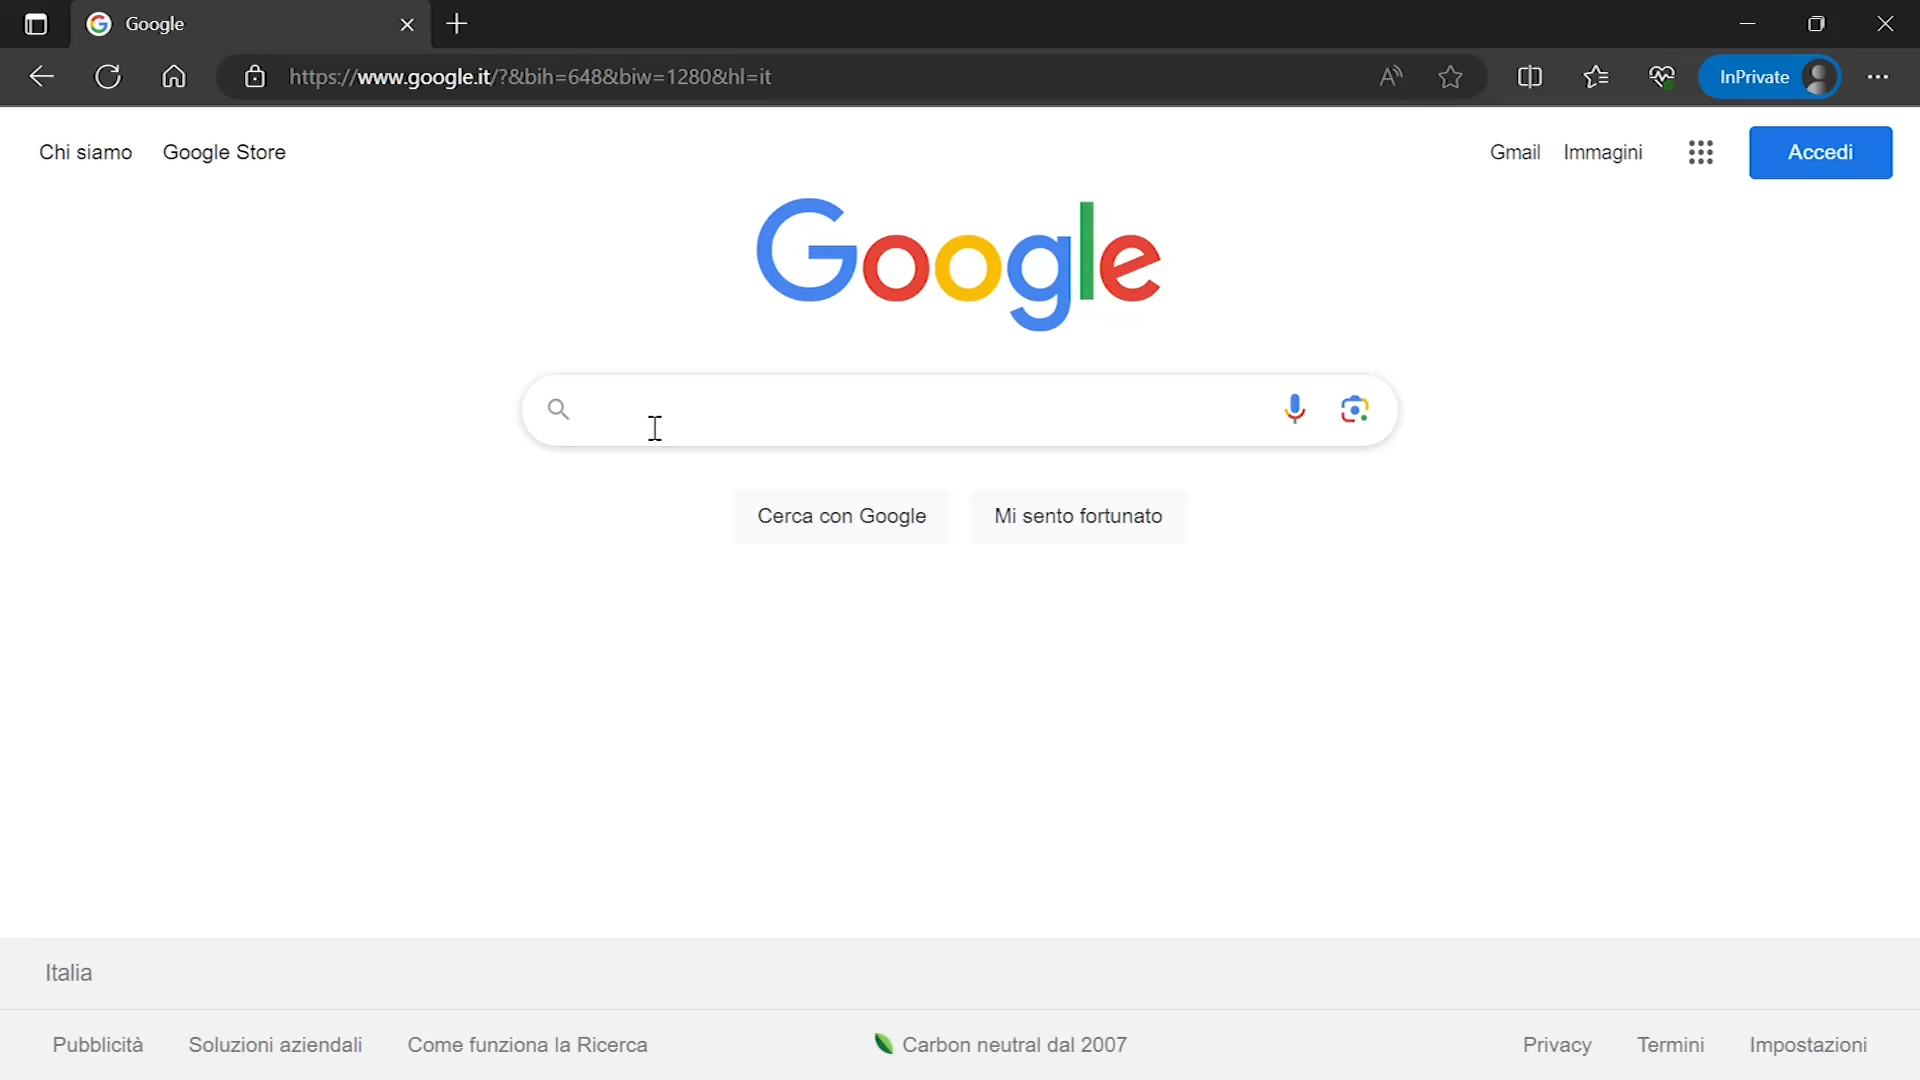 Google
https://www.google.it/?&bih=648&biw=1280&hl=it
InPrivate
Chi siamo Google Store
Gmail Immagini Accedi
Google
Cerca con Google Mi sento fortunato
Italia
Pubblicità Soluzioni aziendali Come funziona la Ricerca Carbon neutral dal 2007 Privacy Termini Impostazioni